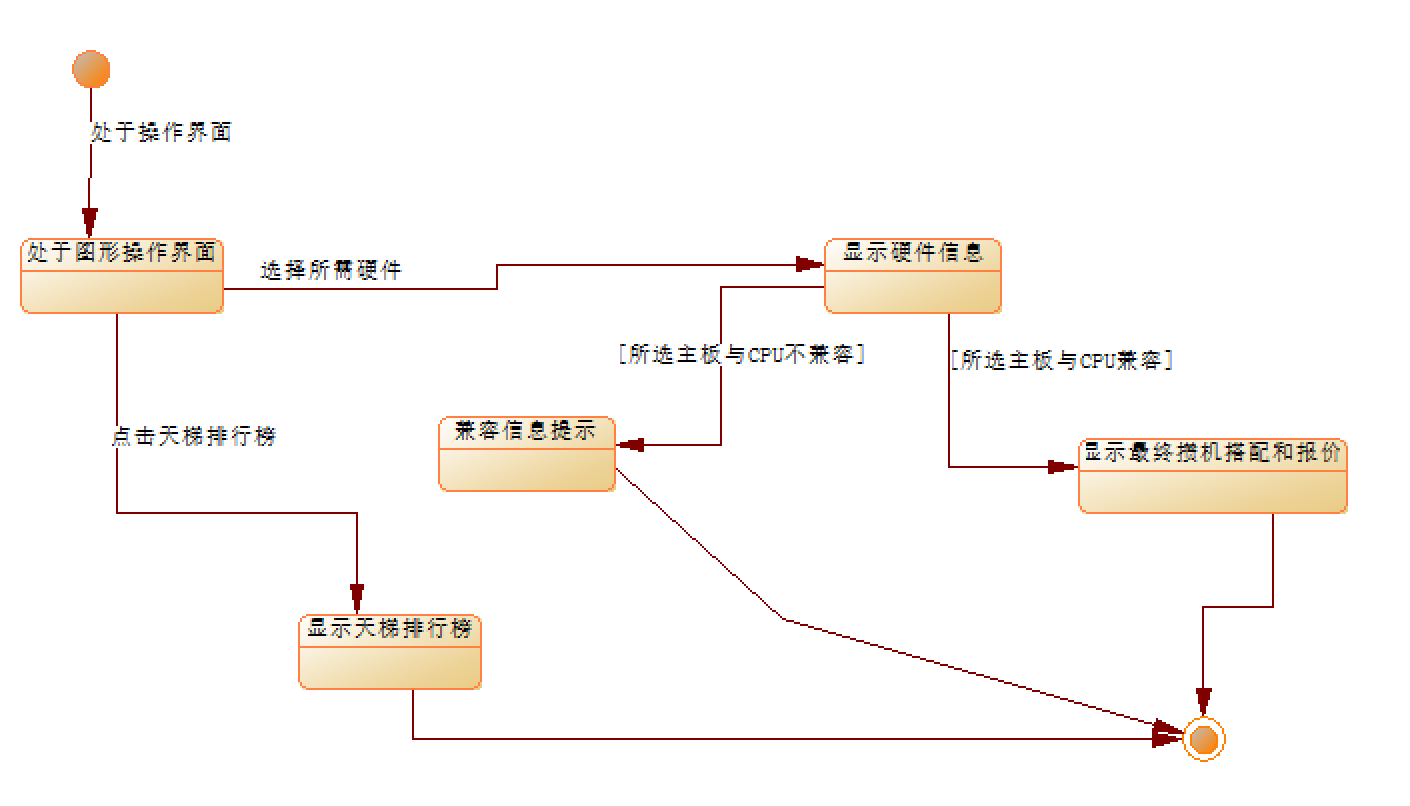 处于操作界面
处于图形操作界面
选择所需硬件
显示硬件信息
[所选主板与CPU不兼容]
[所选主板与CPU兼容]
点击天梯排行榜
兼容信息提示
显示最终攒机搭配和报价
显示天梯排行榜